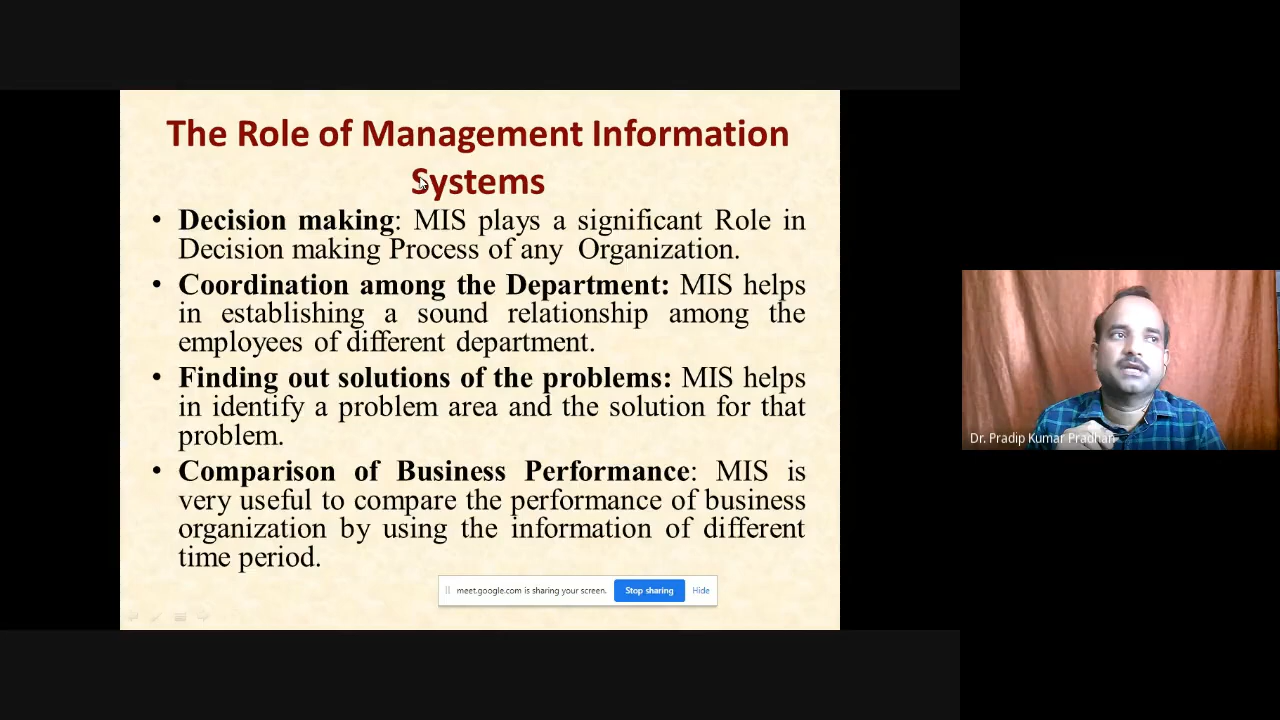 The Role of Management Information
Systems
• Decision making: MIS plays a significant Role in
Decision making Process of any Organization.
• Coordination among the Department: MIS helps
in establishing a sound relationship among the
employees of different department.
• Finding out solutions of the problems: MIS helps
in identify a problem area and the solution for that
problem.
• Comparison of Business Performance: MIS is
very useful to compare the performance of business
organization by using the information of different
time period.
meet.google.com is sharing your screen. Stop sharing Hide
Dr. Pradip Kumar Pradhan